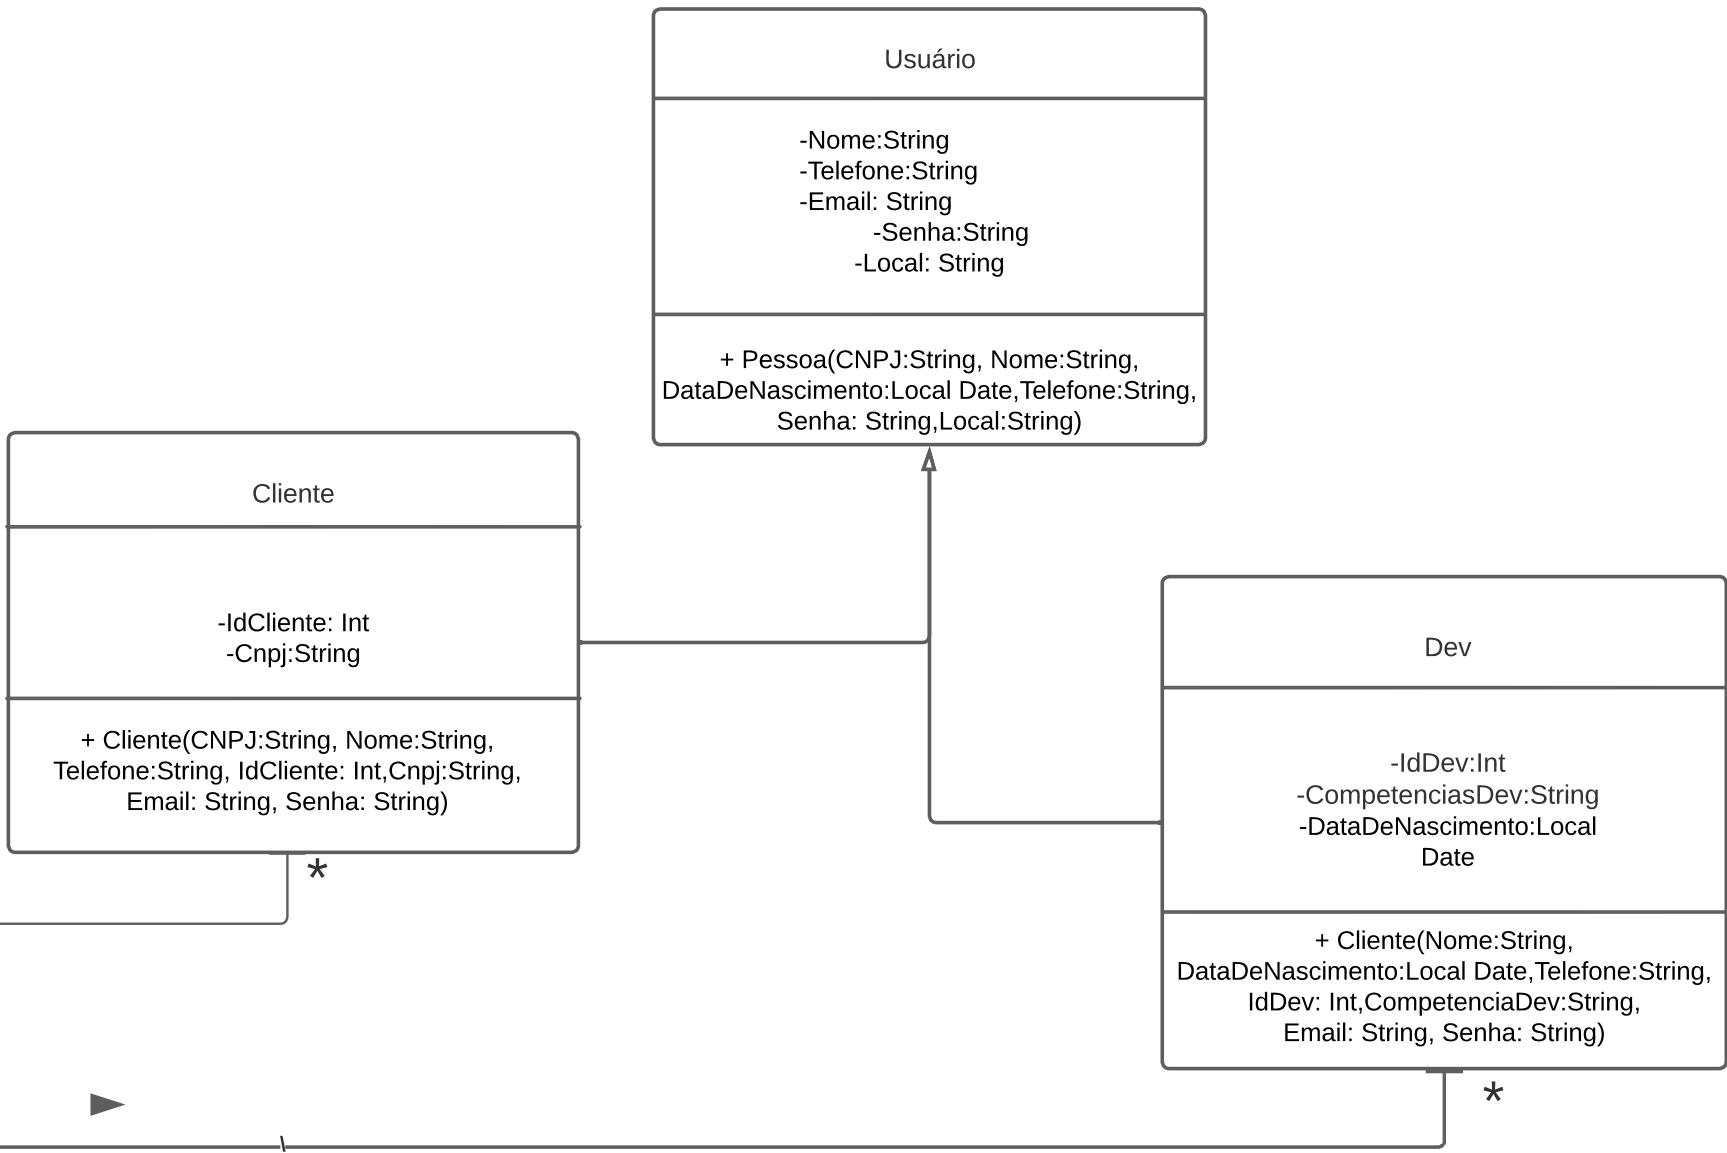 Usuário
-Nome:String
-Telefone:String
-Email: String
-Senha:String
-Local: String
+ Pessoa(CNPJ:String, Nome:String,
DataDeNascimento:Local Date,Telefone:String,
Senha: String,Local:String)
Cliente
-IdCliente: Int
-Cnpj:String
+ Cliente(CNPJ:String, Nome:String,
Telefone:String, IdCliente: Int,Cnpj:String,
Email: String, Senha: String)
*
Dev
-IdDev:Int
-CompetenciasDev:String
-DataDeNascimento:Local
Date
+ Cliente(Nome:String,
DataDeNascimento:Local Date,Telefone:String,
IdDev: Int,CompetenciaDev:String,
Email: String, Senha: String)
*
\